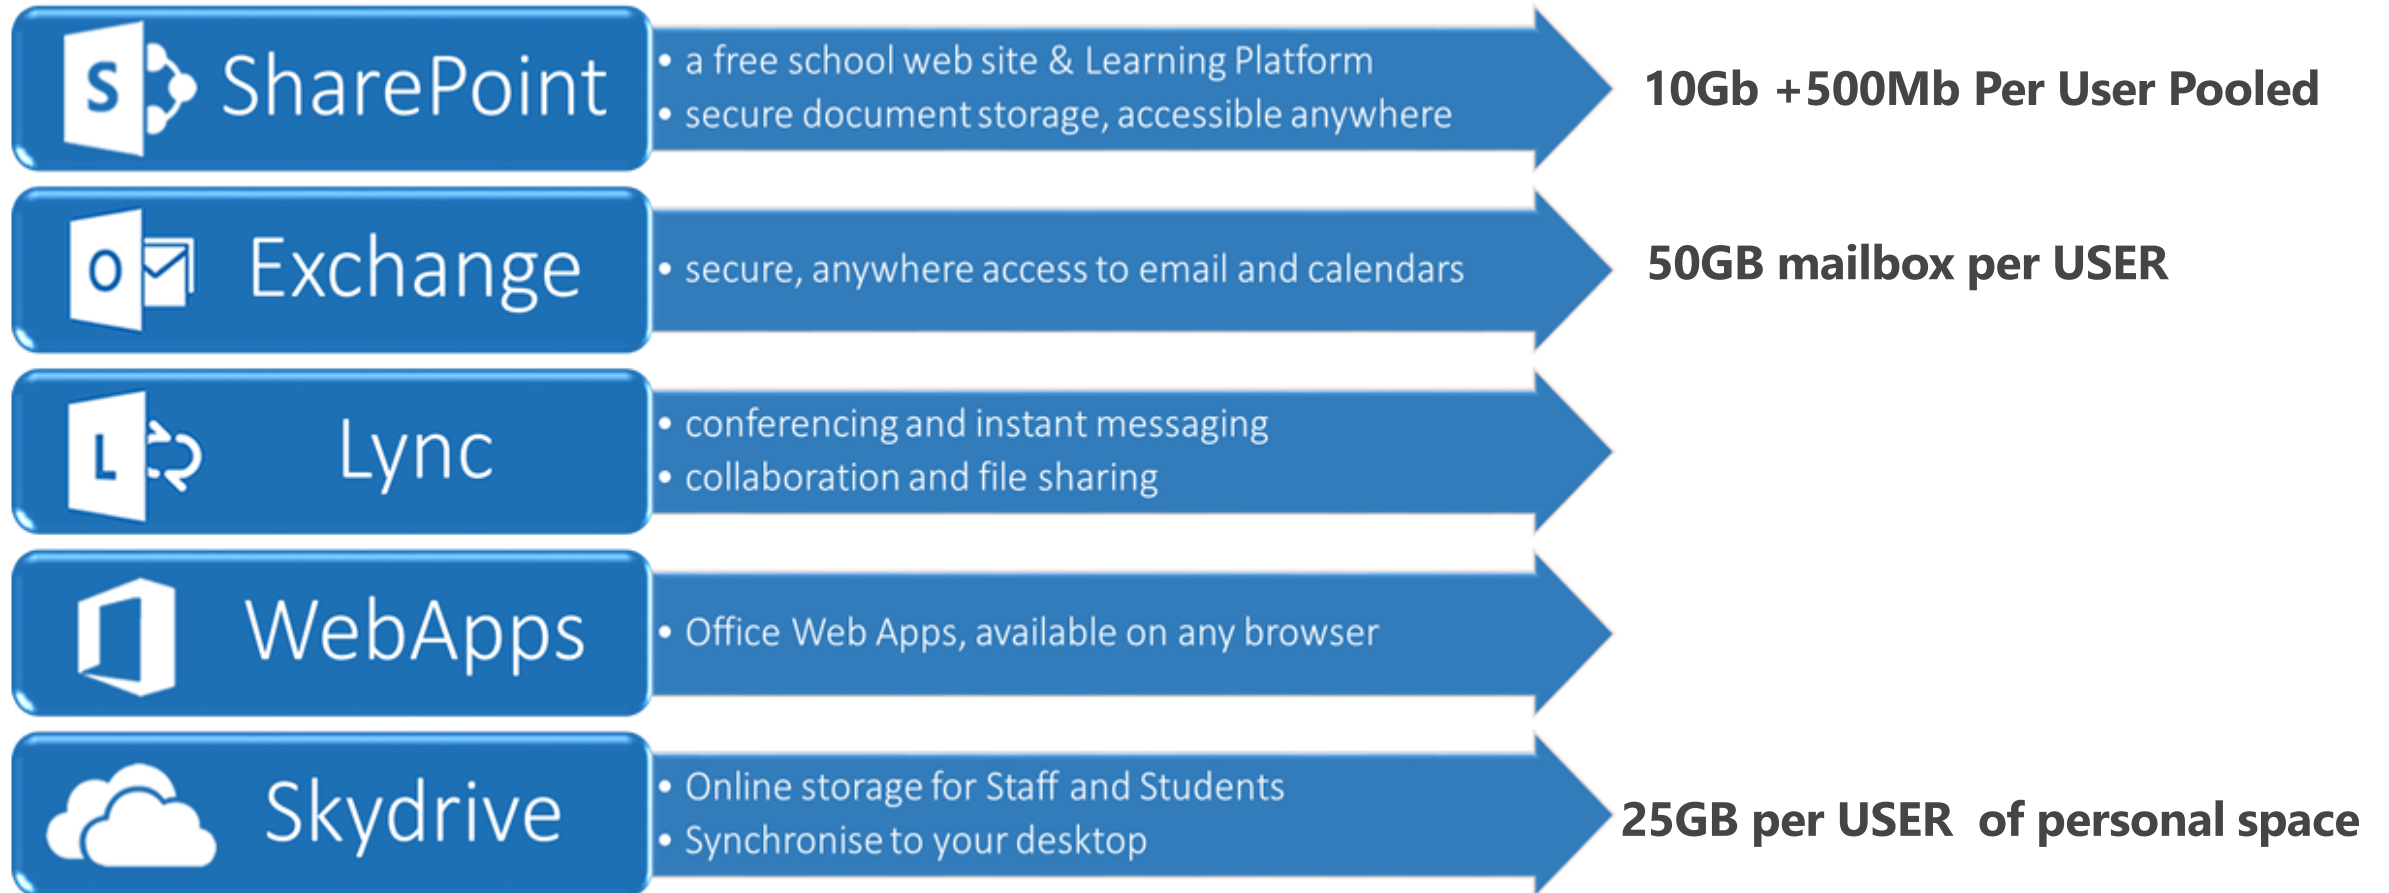 S SharePoint
• a free school web site & Learning Platform
• secure document storage, accessible anywhere
10Gb +500Mb Per User Pooled
O Exchange
• secure, anywhere access to email and calendars
50GB mailbox per USER
L Lync
• conferencing and instant messaging
• collaboration and file sharing
WebApps
• Office Web Apps, available on any browser
Skydrive
• Online storage for Staff and Students
• Synchronise to your desktop
25GB per USER of personal space